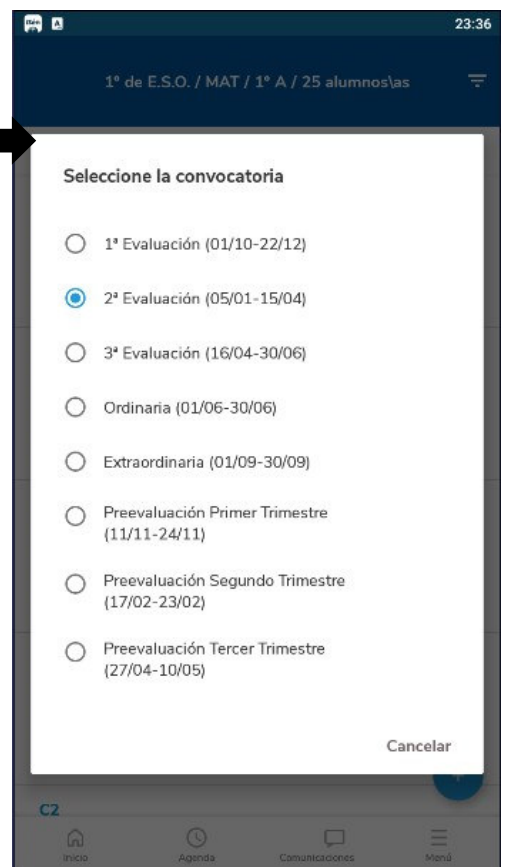 23:36
1º de E.S.O. / MAT / 1º A / 25 alumnos\as
Seleccione la convocatoria
1ª Evaluación (01/10-22/12)
2ª Evaluación (05/01-15/04)
3ª Evaluación (16/04-30/06)
Ordinaria (01/06-30/06)
Extraordinaria (01/09-30/09)
Preevaluación Primer Trimestre
(11/11-24/11)
Preevaluación Segundo Trimestre
(17/02-23/02)
Preevaluación Tercer Trimestre
(27/04-10/05)
Cancelar
C2
Inicio Agenda Comunicaciones Menú